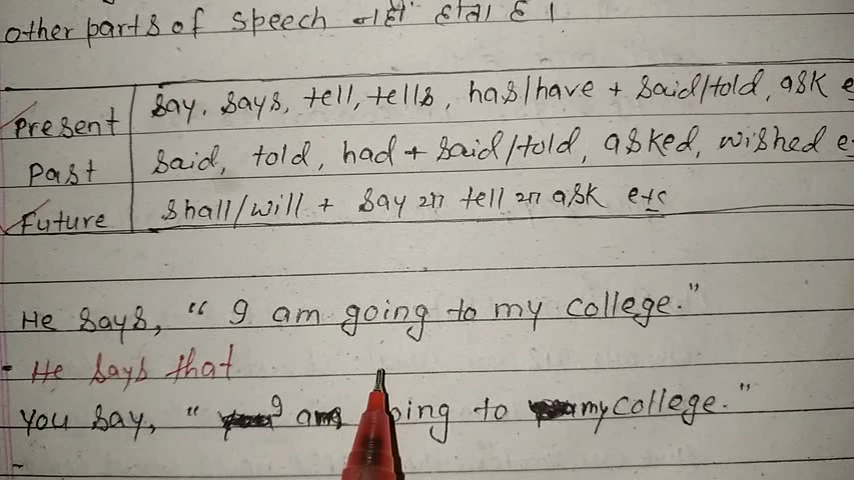 other parts of speech नहीं होता है ।
Present say, says, tell, tells, has/have + said/told, ask e
Past said, told, had + said/told, asked, wished e
Future shall/will + say या tell या ask etc
He says, “ I am going to my college.”
- He says that
You say, “ I am going to my college.”